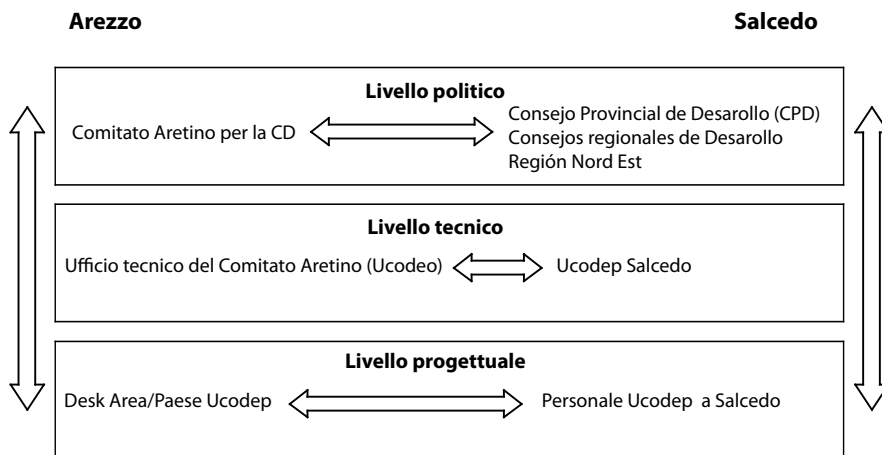 Arezzo
Salcedo
Livello politico
Comitato Aretino per la CD
Consejo Provincial de Desarollo (CPD)
Consejos regionales de Desarollo
Región Nord Est
Livello tecnico
Ufficio tecnico del Comitato Aretino (Ucodeo)
Ucodep Salcedo
Livello progettuale
Desk Area/Paese Ucodep
Personale Ucodep a Salcedo